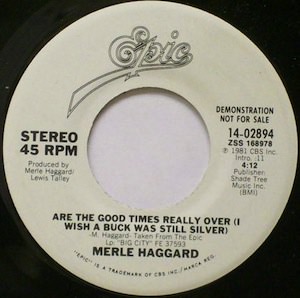 Epic
STEREO
45 RPM
Produced by
Merle Haggard/
Lewis Talley
DEMONSTRATION
NOT FOR SALE
14-02894
ZSS 168978
℗ 1981 CBS Inc.
Intro. :11
4:12
Publisher:
Shade Tree
Music Inc.
(BMI)
ARE THE GOOD TIMES REALLY OVER (I
WISH A BUCK WAS STILL SILVER)
-M. Haggard- Taken From The Epic
Lp: "BIG CITY" FE 37593
MERLE HAGGARD
"EPIC" IS A TRADEMARK OF CBS INC./MARCA REG.